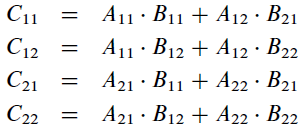 C₁₁ = A₁₁ · B₁₁ + A₁₂ · B₂₁
C₁₂ = A₁₁ · B₁₂ + A₁₂ · B₂₂
C₂₁ = A₂₁ · B₁₁ + A₂₂ · B₂₁
C₂₂ = A₂₁ · B₁₂ + A₂₂ · B₂₂